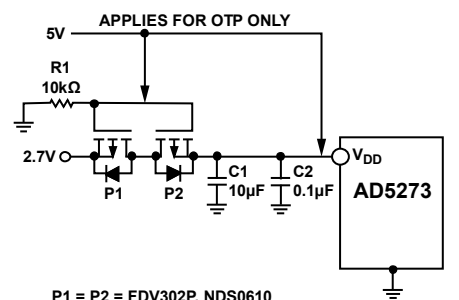 APPLIES FOR OTP ONLY
5V
R1
10kΩ
2.7V
P1
P2
C1
10μF
C2
0.1μF
VDD
AD5273
P1 = P2 = FDV302P, NDS0610